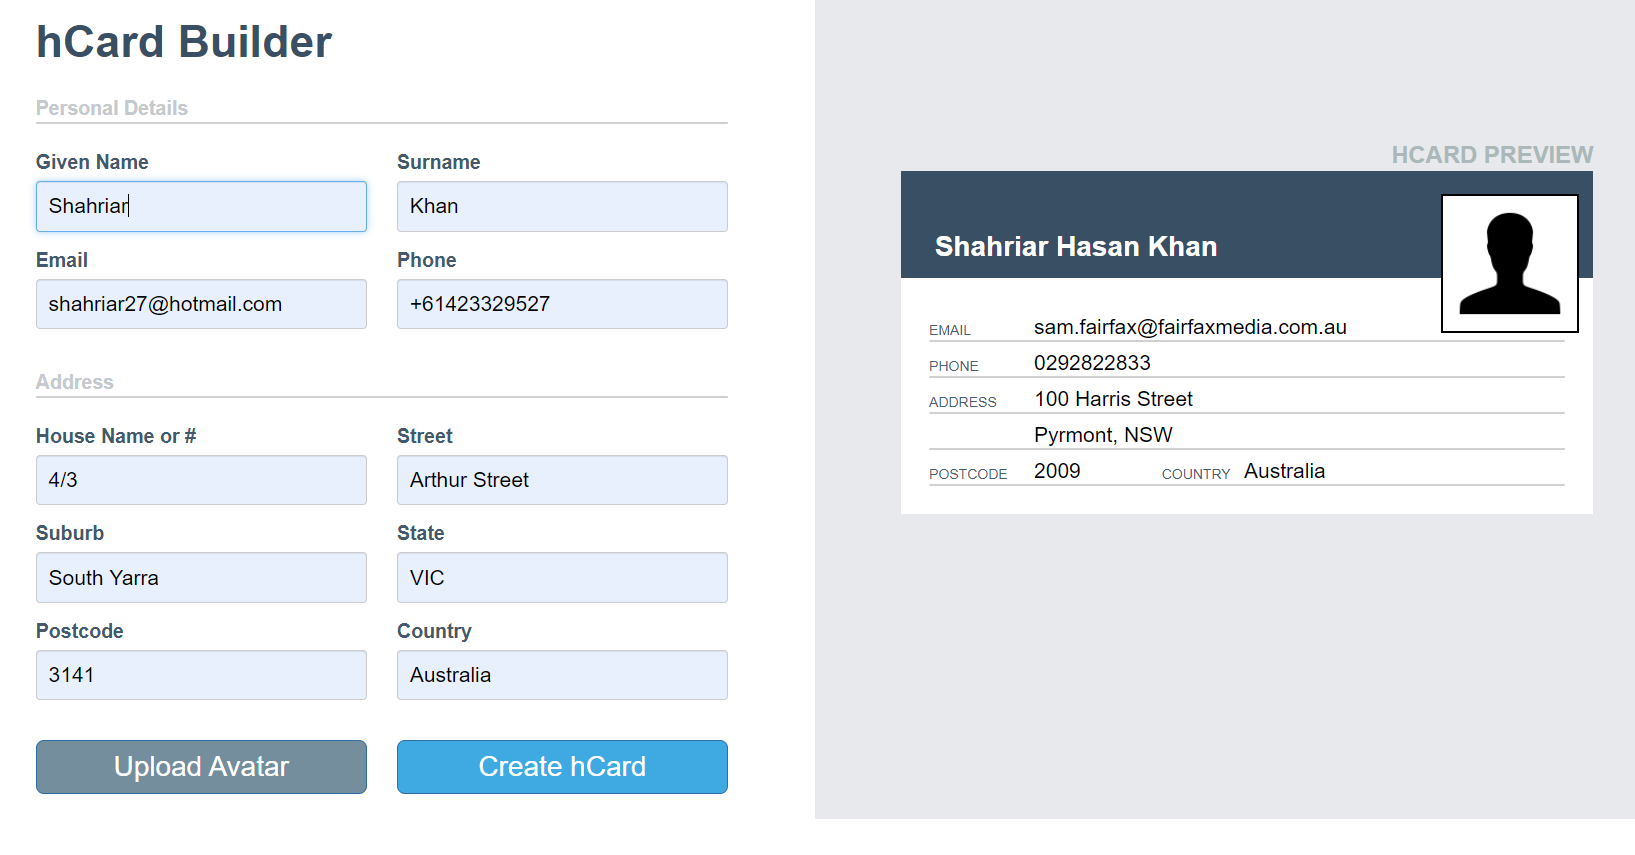 hCard Builder
Personal Details
Given Name
Surname
Shahriar
Khan
Email
Phone
shahriar27@hotmail.com
+61423329527
Address
House Name or #
Street
4/3
Arthur Street
Suburb
State
South Yarra
VIC
Postcode
Country
3141
Australia
Upload Avatar
Create hCard
HCARD PREVIEW
Shahriar Hasan Khan
EMAIL sam.fairfax@fairfaxmedia.com.au
PHONE 0292822833
ADDRESS 100 Harris Street
Pyrmont, NSW
POSTCODE 2009 COUNTRY Australia